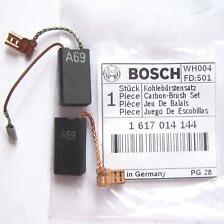 A69
A69
BOSCH
WH004
FD:501
1
Stück
Piece
Pièce
Pieza
Kohlebürstensatz
Carbon-Brush Set
Jeu De Balais
Juego De Escobillas
1 617 014 144
in Germany
PG 28